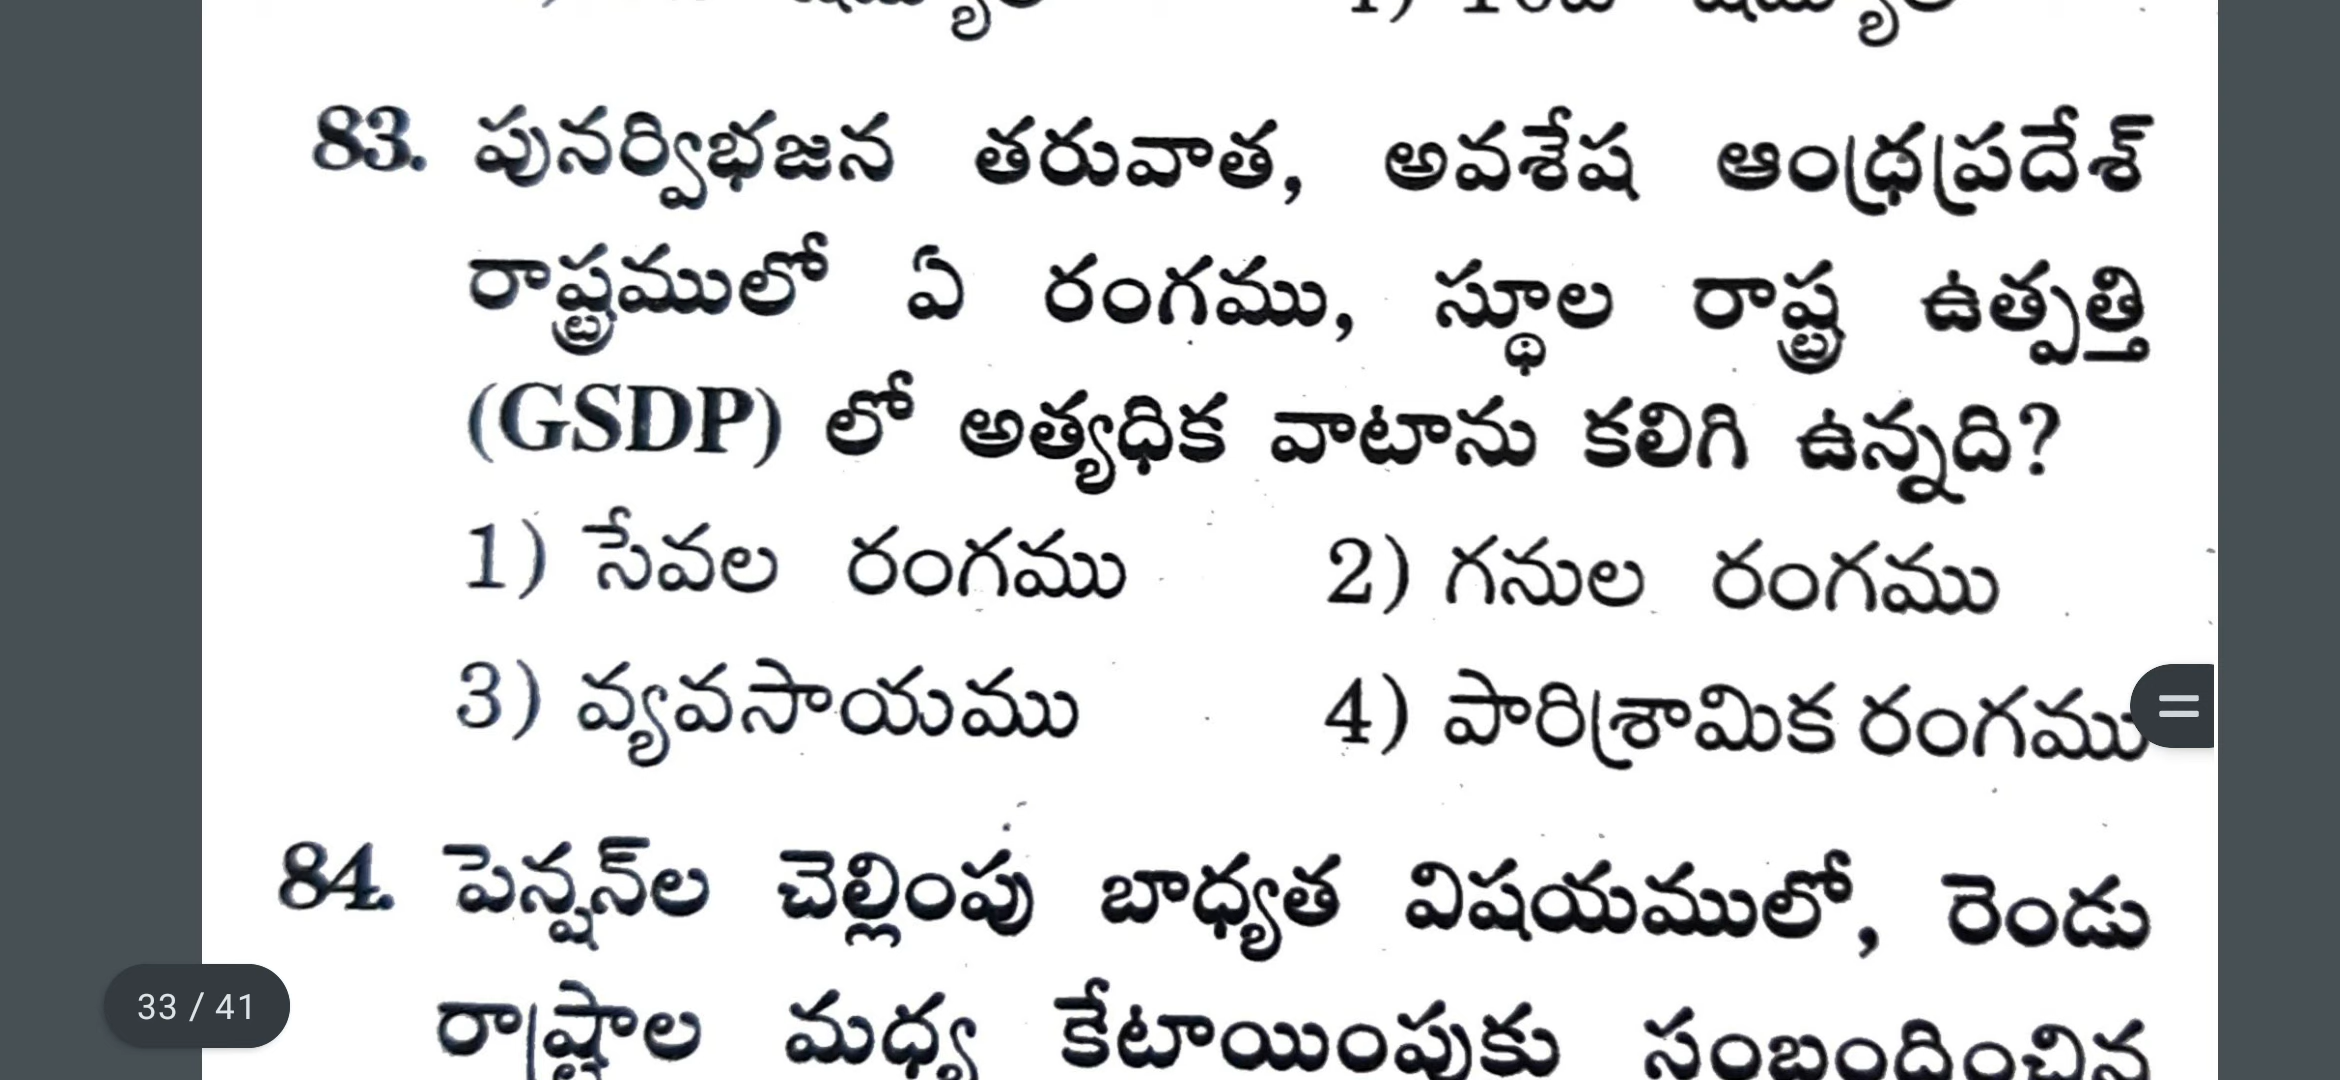 83. పునర్విభజన తరువాత, అవశేష ఆంధ్రప్రదేశ్
రాష్ట్రములో ఏ రంగము, స్థూల రాష్ట్ర ఉత్పత్తి
(GSDP) లో అత్యధిక వాటాను కలిగి ఉన్నది?
1) సేవల రంగము 2) గనుల రంగము
3) వ్యవసాయము 4) పారిశ్రామిక రంగము
84. పెన్షన్‌ల చెల్లింపు బాధ్యత విషయములో, రెండు
రాష్ట్రాల మధ్య కేటాయింపుకు సంబంధించిన
33 / 41